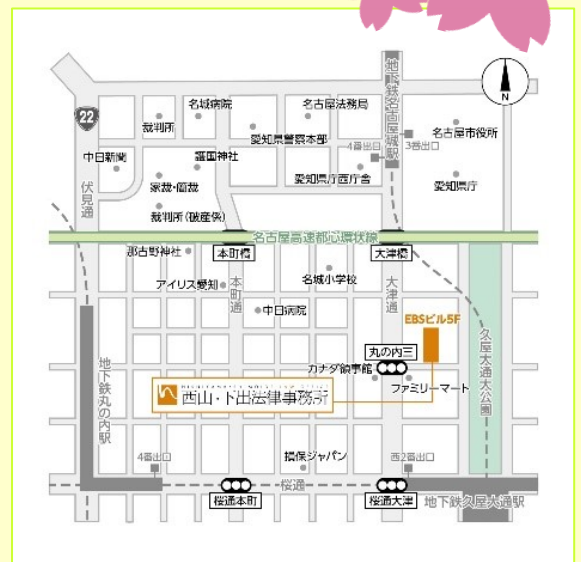 地下鉄名古屋城駅
N
22
名城病院
名古屋法務局
裁判所
愛知県警察本部
名古屋市役所
4番出口
3番出口
中日新聞
護国神社
愛知県庁西庁舎
愛知県庁
家裁・簡裁
伏見通
裁判所(破産係)
名古屋高速都心環状線
那古野神社
本町橋
大津橋
アイリス愛知
本町通
名城小学校
大津通
中日病院
EBSビル5F
久屋大通大公園
丸の内三
カナダ領事館
ファミリーマート
地下鉄丸の内駅
西山・下出法律事務所
4番出口
損保ジャパン
西2番出口
桜通
桜通本町
桜通大津
地下鉄久屋大通駅